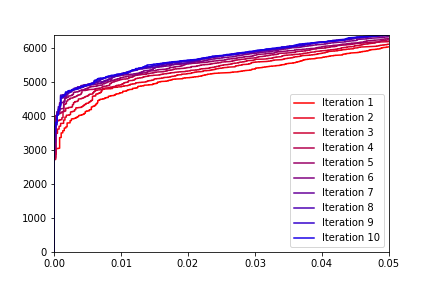 6000
5000
4000
3000
2000
1000
0
0.00 0.01 0.02 0.03 0.04 0.05
Iteration 1
Iteration 2
Iteration 3
Iteration 4
Iteration 5
Iteration 6
Iteration 7
Iteration 8
Iteration 9
Iteration 10